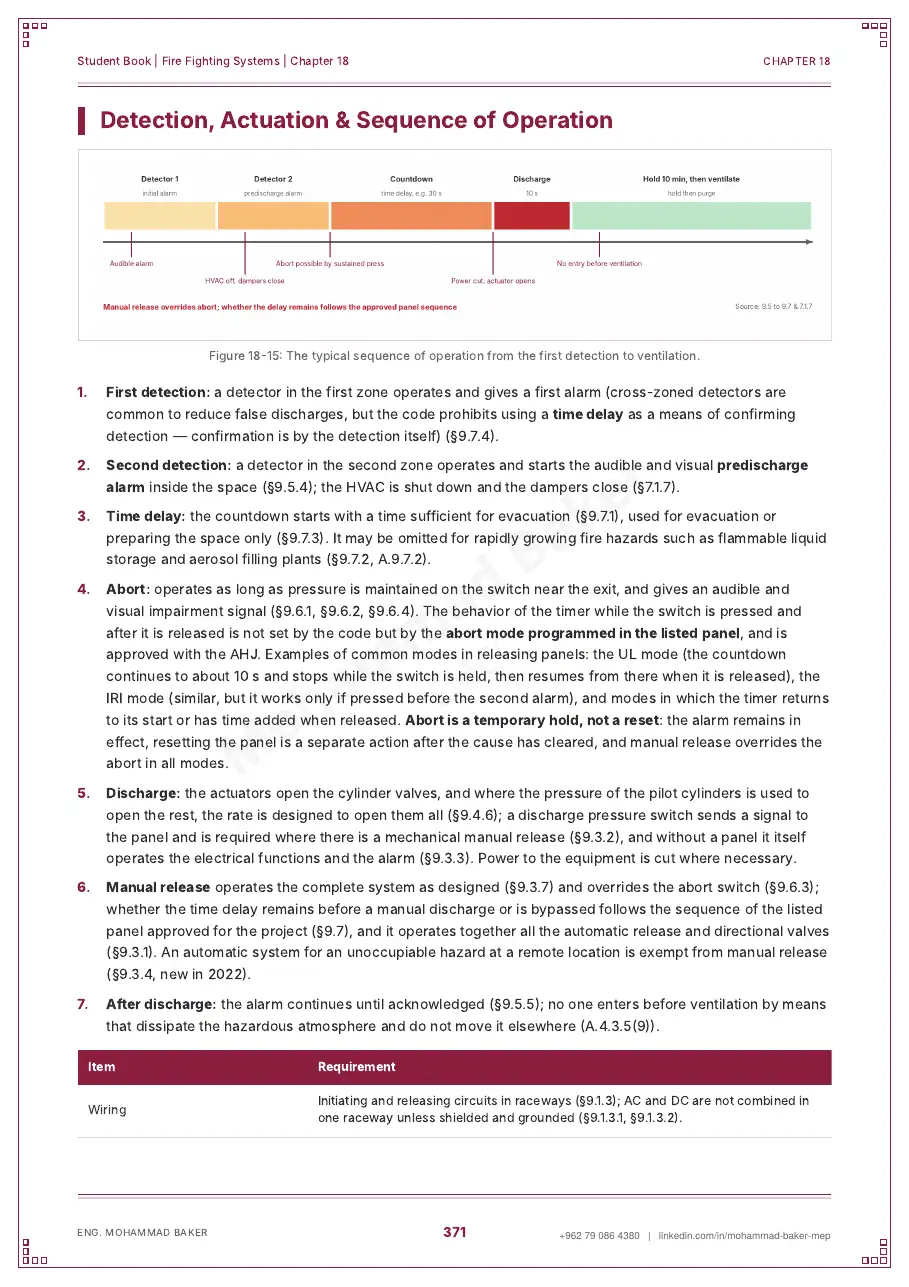 Student Book | Fire Fighting Systems | Chapter 18
CHAPTER 18
Detection, Actuation & Sequence of Operation
Detector 1
Detector 2
Countdown
Discharge
Hold 10 min, then ventilate
initial alarm
predischarge alarm
time delay, e.g. 30 s
10 s
hold then purge
Audible alarm
Abort possible by sustained press
No entry before ventilation
HVAC off, dampers close
Power cut, actuator opens
Manual release overrides abort; whether the delay remains follows the approved panel sequence
Source: 9.5 to 9.7 & 7.1.7
Figure 18-15: The typical sequence of operation from the first detection to ventilation.
1. First detection: a detector in the first zone operates and gives a first alarm (cross-zoned detectors are
common to reduce false discharges, but the code prohibits using a time delay as a means of confirming
detection — confirmation is by the detection itself) (§9.7.4).
2. Second detection: a detector in the second zone operates and starts the audible and visual predischarge
alarm inside the space (§9.5.4); the HVAC is shut down and the dampers close (§7.1.7).
3. Time delay: the countdown starts with a time sufficient for evacuation (§9.7.1), used for evacuation or
preparing the space only (§9.7.3). It may be omitted for rapidly growing fire hazards such as flammable liquid
storage and aerosol filling plants (§9.7.2, A.9.7.2).
4. Abort: operates as long as pressure is maintained on the switch near the exit, and gives an audible and
visual impairment signal (§9.6.1, §9.6.2, §9.6.4). The behavior of the timer while the switch is pressed and
after it is released is not set by the code but by the abort mode programmed in the listed panel, and is
approved with the AHJ. Examples of common modes in releasing panels: the UL mode (the countdown
continues to about 10 s and stops while the switch is held, then resumes from there when it is released), the
IRI mode (similar, but it works only if pressed before the second alarm), and modes in which the timer returns
to its start or has time added when released. Abort is a temporary hold, not a reset: the alarm remains in
effect, resetting the panel is a separate action after the cause has cleared, and manual release overrides the
abort in all modes.
5. Discharge: the actuators open the cylinder valves, and where the pressure of the pilot cylinders is used to
open the rest, the rate is designed to open them all (§9.4.6); a discharge pressure switch sends a signal to
the panel and is required where there is a mechanical manual release (§9.3.2), and without a panel it itself
operates the electrical functions and the alarm (§9.3.3). Power to the equipment is cut where necessary.
6. Manual release operates the complete system as designed (§9.3.7) and overrides the abort switch (§9.6.3);
whether the time delay remains before a manual discharge or is bypassed follows the sequence of the listed
panel approved for the project (§9.7), and it operates together all the automatic release and directional valves
(§9.3.1). An automatic system for an unoccupiable hazard at a remote location is exempt from manual release
(§9.3.4, new in 2022).
7. After discharge: the alarm continues until acknowledged (§9.5.5); no one enters before ventilation by means
that dissipate the hazardous atmosphere and do not move it elsewhere (A.4.3.5(9)).
Item
Requirement
Wiring
Initiating and releasing circuits in raceways (§9.1.3); AC and DC are not combined in
one raceway unless shielded and grounded (§9.1.3.1, §9.1.3.2).
ENG. MOHAMMAD BAKER
371
+962 79 086 4380 | linkedin.com/in/mohammad-baker-mep
Mohammad Baker